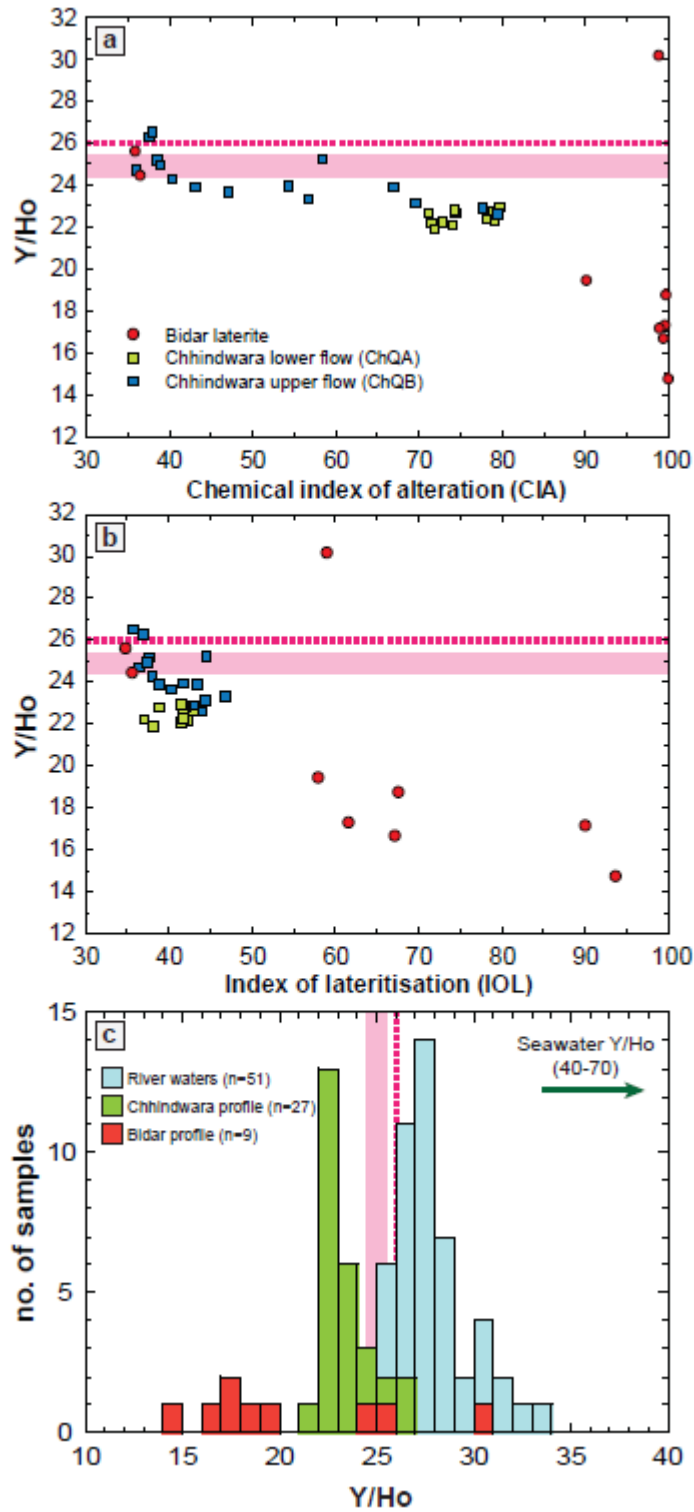 a
32
30
28
26
24
22
20
18
16
14
12
Y/Ho
Bidar laterite
Chhindwara lower flow (ChQA)
Chhindwara upper flow (ChQB)
30 40 50 60 70 80 90 100
Chemical index of alteration (CIA)
b
32
30
28
26
24
22
20
18
16
14
12
Y/Ho
30 40 50 60 70 80 90 100
Index of lateritisation (IOL)
c
15
10
5
0
no. of samples
River waters (n=51)
Chhindwara profile (n=27)
Bidar profile (n=9)
Seawater Y/Ho
(40-70)
10 15 20 25 30 35 40
Y/Ho